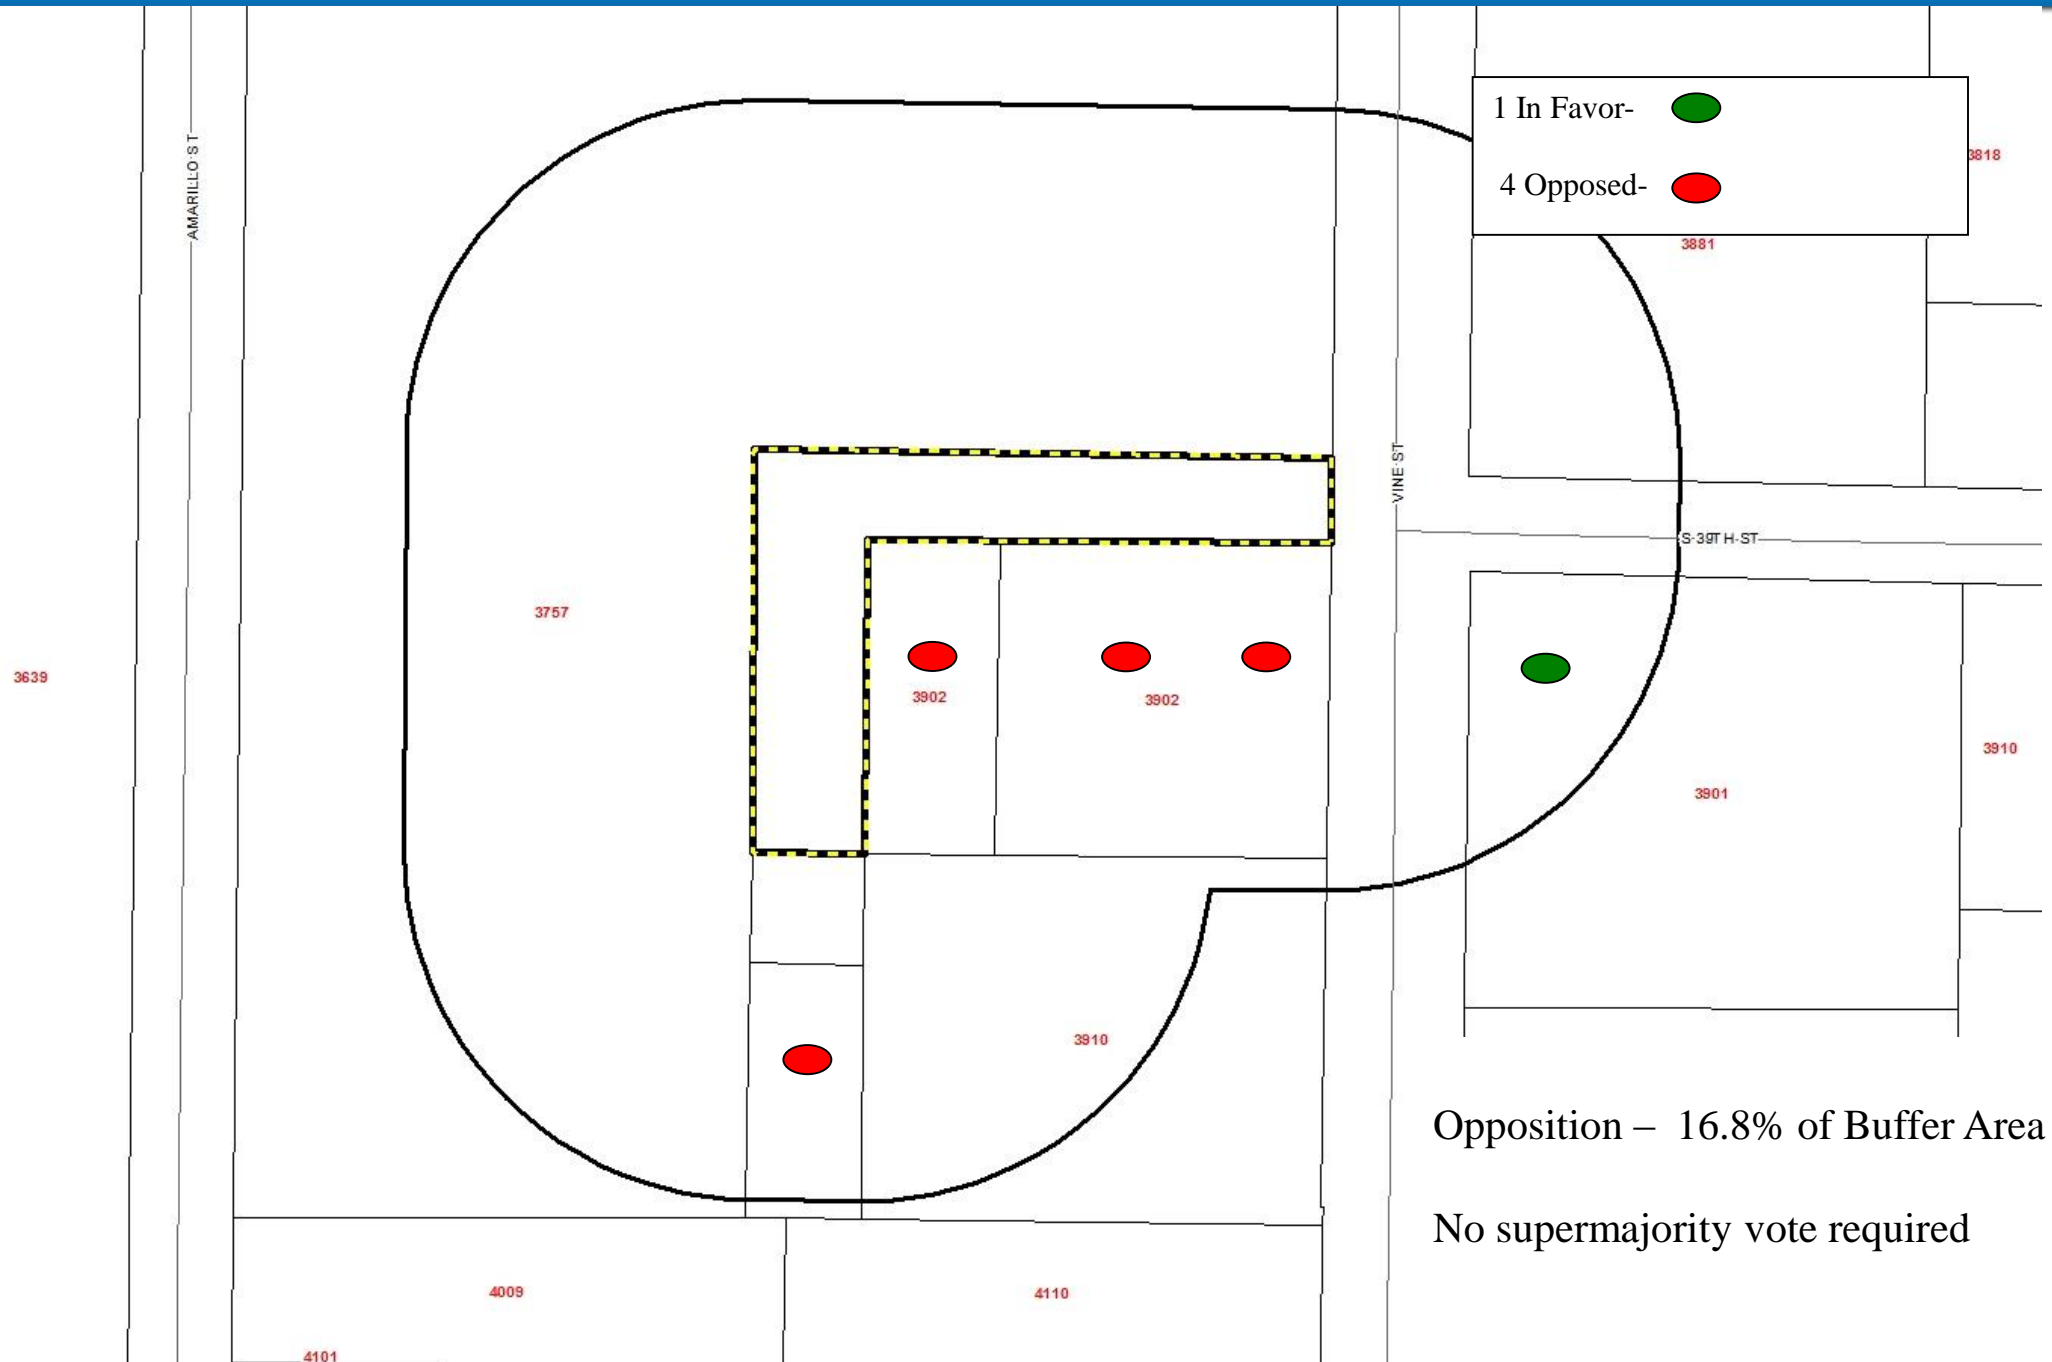 AMARILLO ST
1 In Favor-
3818
4 Opposed-
3881
VINE ST
S 39TH ST
3757
3639
3902
3902
3910
3901
3910
Opposition – 16.8% of Buffer Area
No supermajority vote required
4009
4110
4101